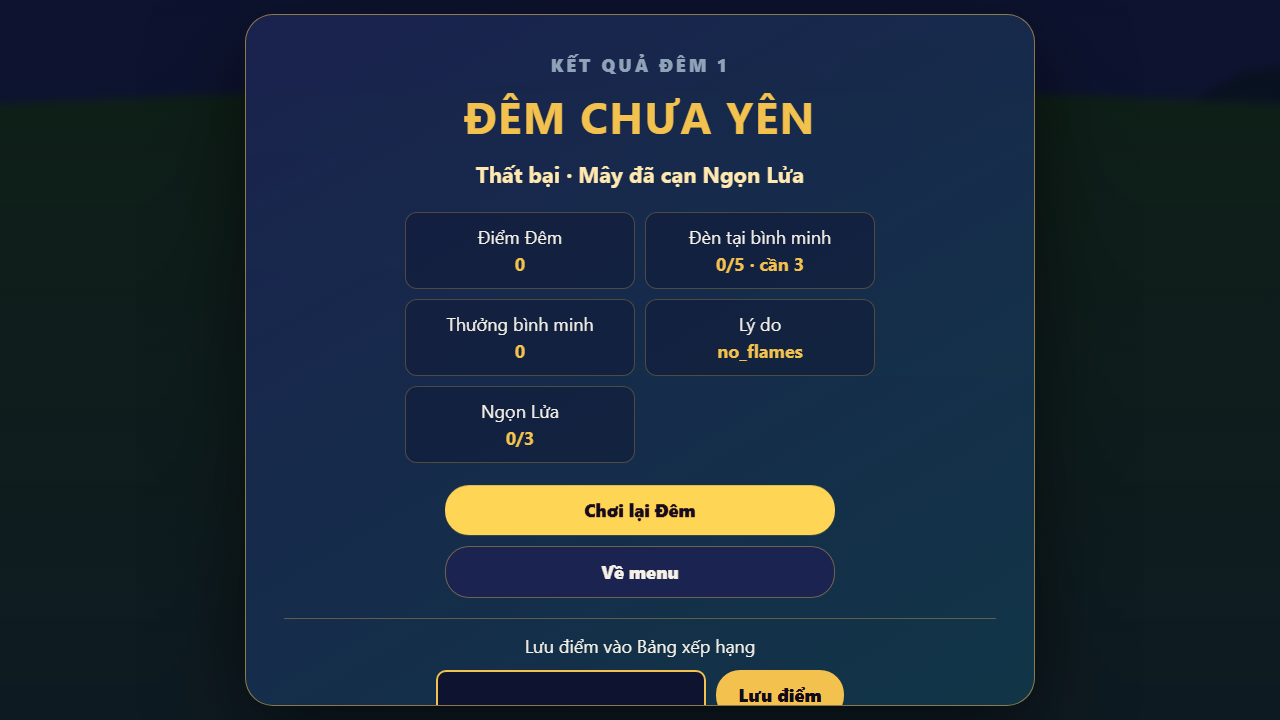 KẾT QUẢ ĐÊM 1
ĐÊM CHƯA YÊN
Thất bại · Mây đã cạn Ngọn Lửa
Điểm Đêm
0
Đèn tại bình minh
0/5 · cần 3
Thưởng bình minh
0
Lý do
no_flames
Ngọn Lửa
0/3
Chơi lại Đêm
Về menu
Lưu điểm vào Bảng xếp hạng
Lưu điểm